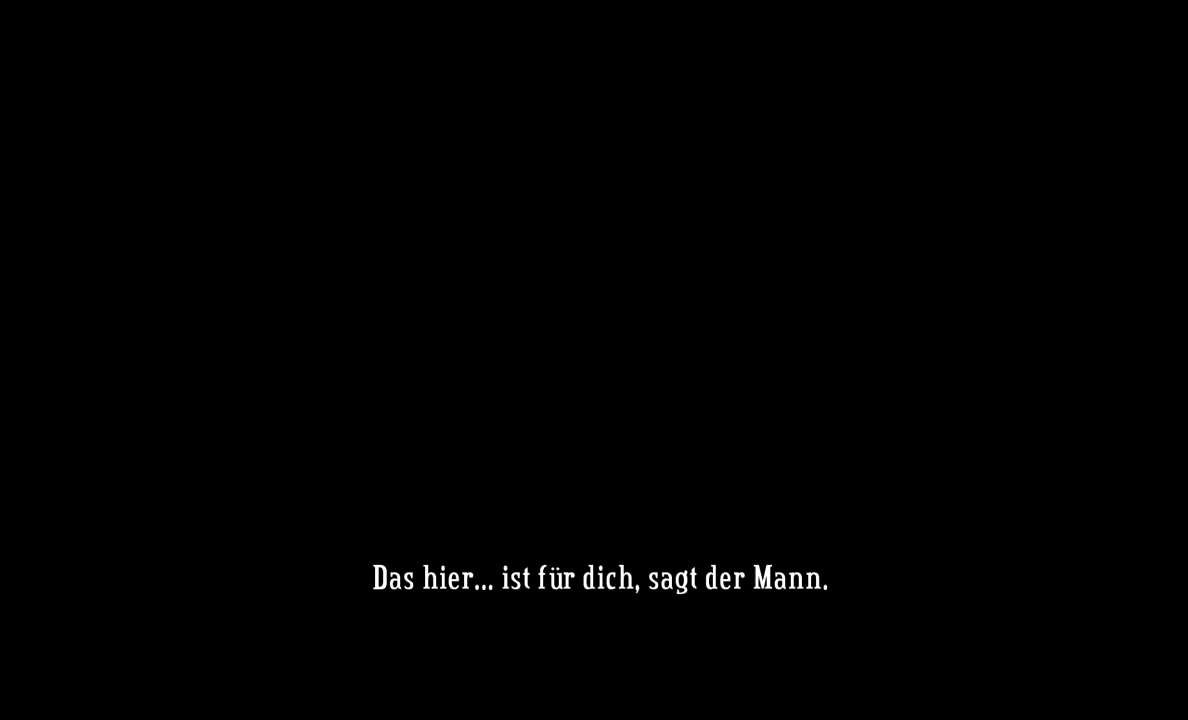 Das hier... ist für dich, sagt der Mann.